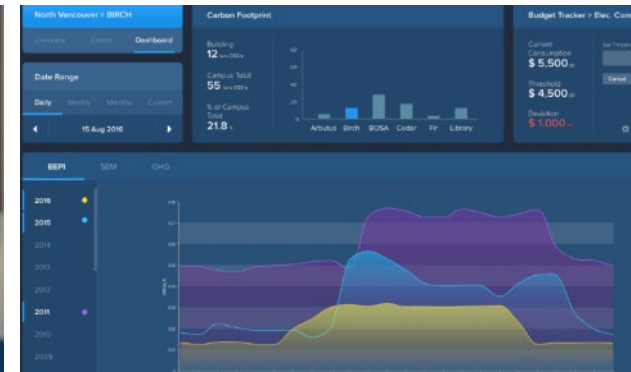 North Vancouver > BIRCH
Overview Events Dashboard
Date Range
Daily Weekly Monthly Custom
15 Aug 2016
Carbon Footprint
Building:
12
Campus Total
55
% of Campus
Total
21.8 %
60
40
20
0
Arbutus Birch BOSA Cedar Fir Library
Budget Tracker > Elec. Con
Current
Consumption
$ 5,500
Threshold
$ 4,500
Deviation
$ 1,000
Set Thresho
Cancel
BEPI SEM GHG
2016
2015
2014
2013
2012
2011
2010
2009